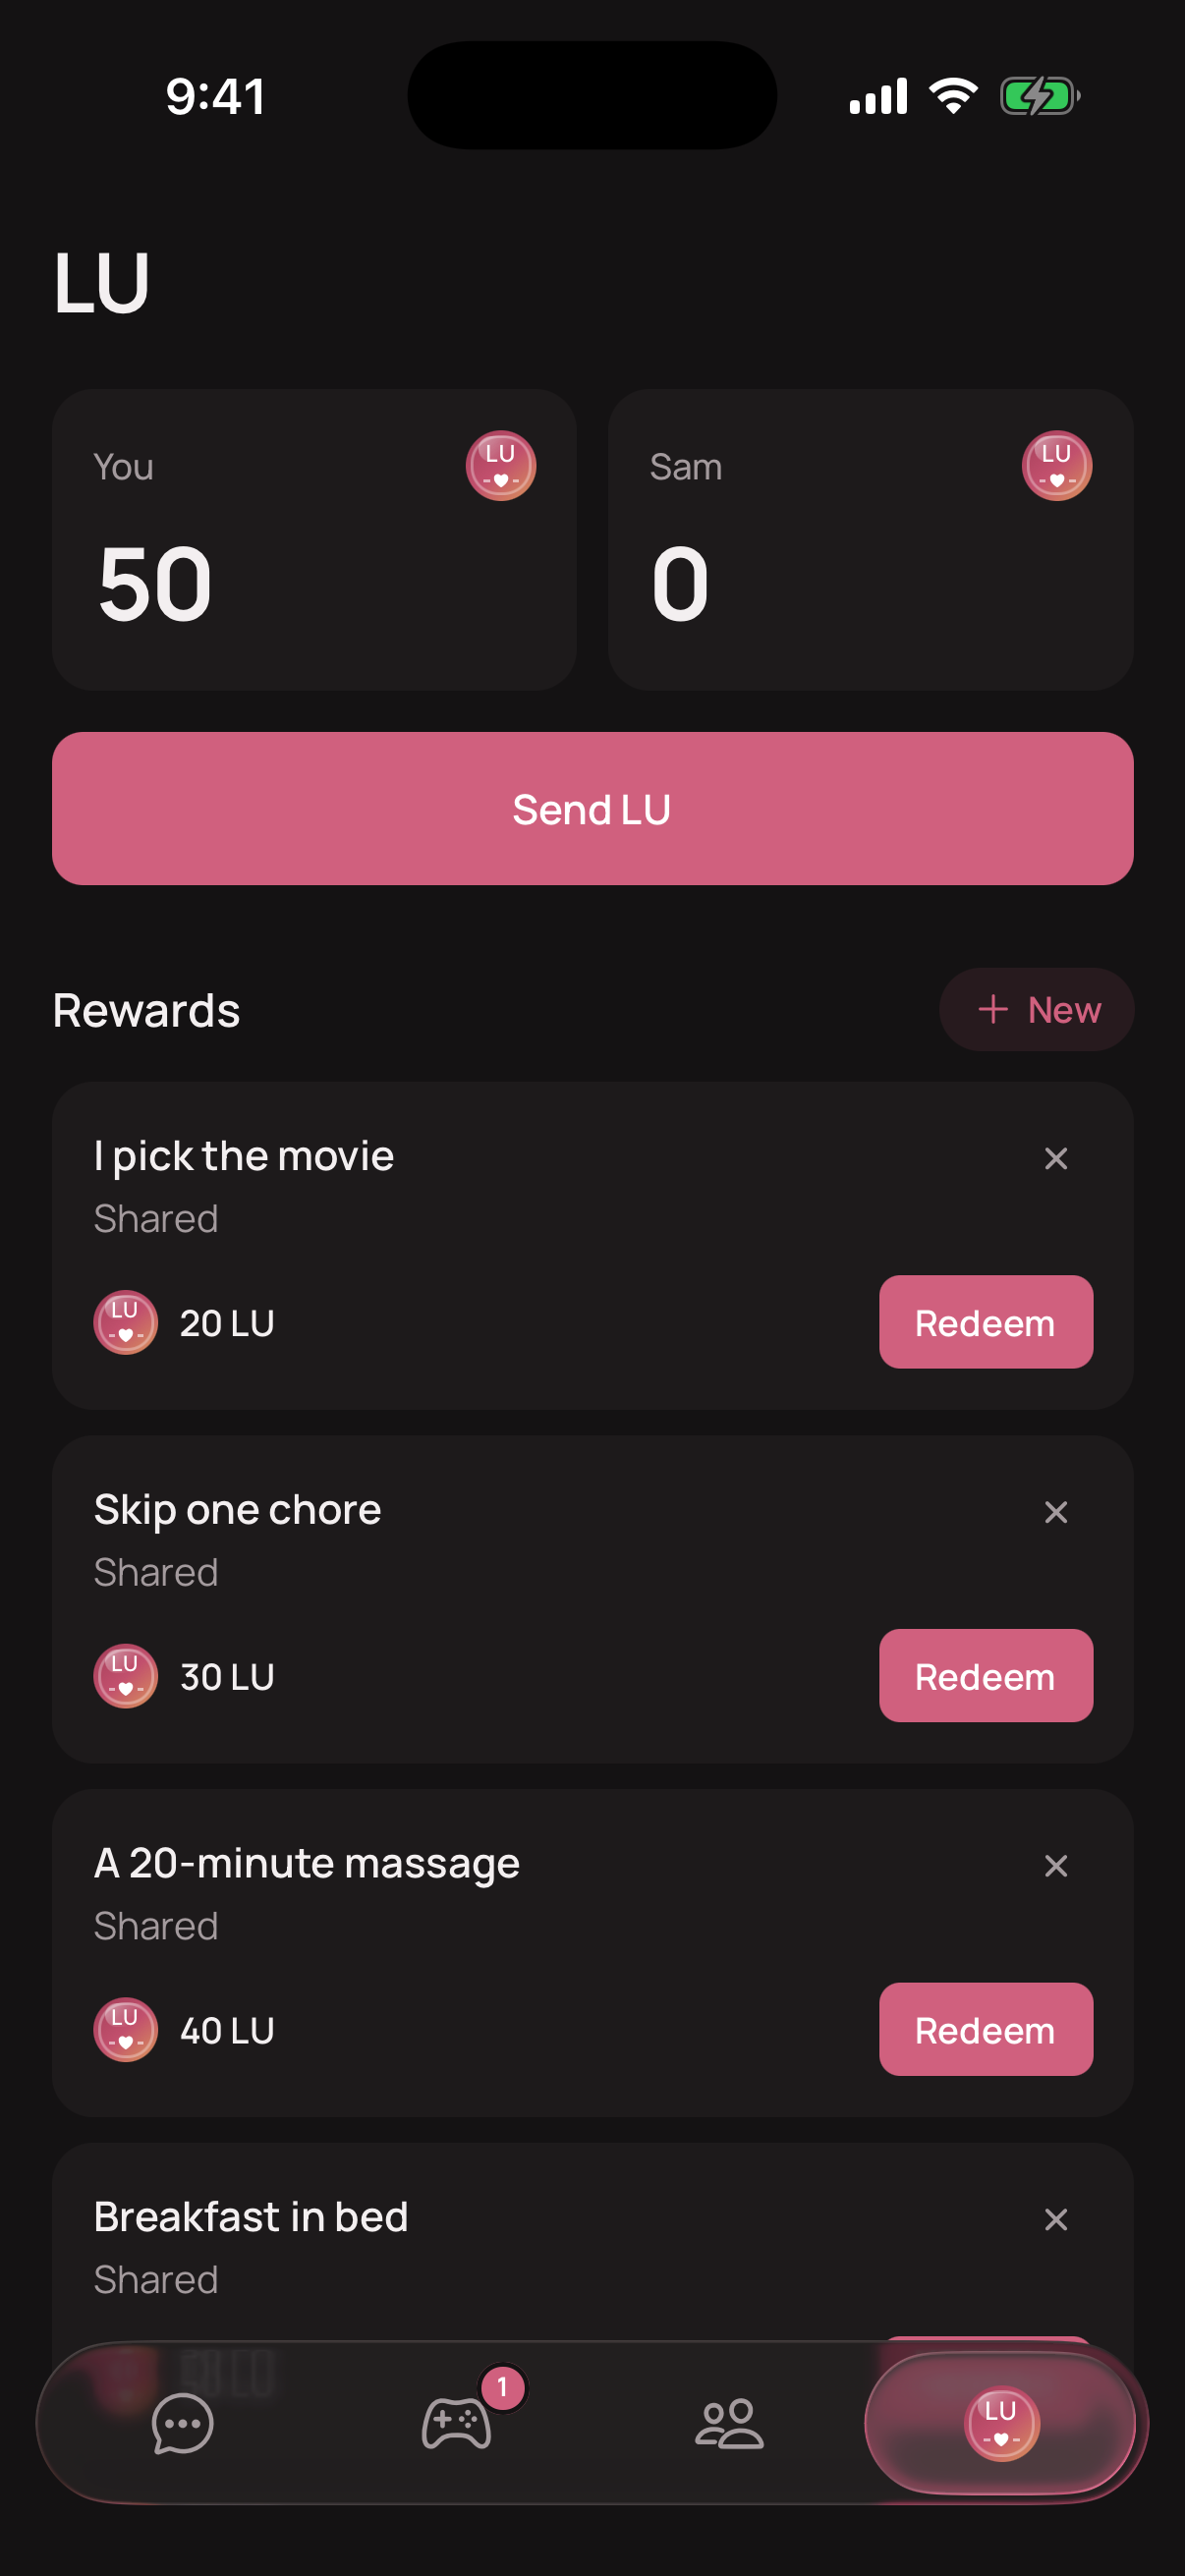 9:41
LU
You
LU
50
Sam
LU
0
Send LU
Rewards
+ New
I pick the movie
Shared
LU
20 LU
Redeem
Skip one chore
Shared
LU
30 LU
Redeem
A 20-minute massage
Shared
LU
40 LU
Redeem
Breakfast in bed
Shared
1
LU